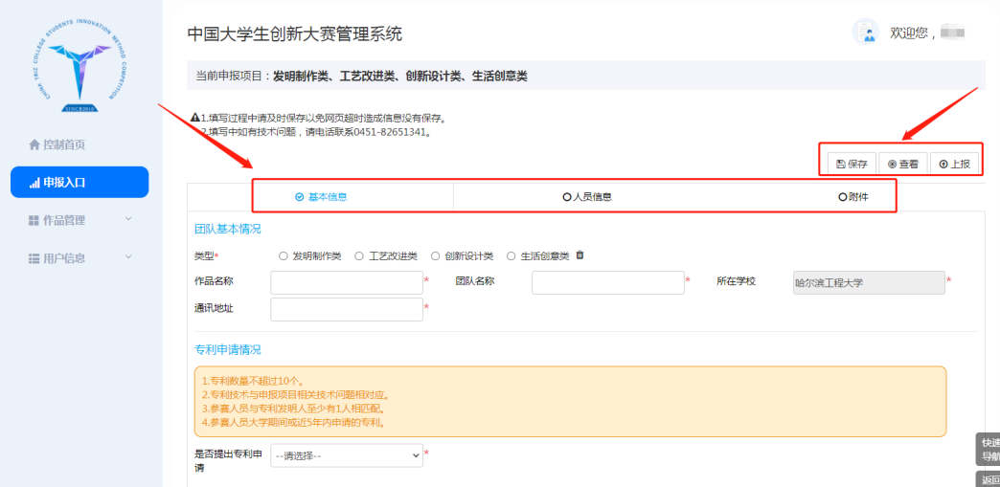 CHINA TRIZ COLLEGE STUDENTS INNOVATION METHOD COMPETITION
SINCE2010
中国大学生创新大赛管理系统
欢迎您，
当前申报项目：发明制作类、工艺改进类、创新设计类、生活创意类
1.填写过程中请及时保存以免网页超时造成信息没有保存。
2.填写中如有技术问题，请电话联系0451-82651341。
控制首页
申报入口
作品管理
用户信息
保存 查看 上报
基本信息 人员信息 附件
团队基本情况
类型* 发明制作类 工艺改进类 创新设计类 生活创意类
作品名称 * 团队名称 * 所在学校 哈尔滨工程大学 *
通讯地址 *
专利申请情况
1.专利数量不超过10个。
2.专利技术与申报项目相关技术问题相对应。
3.参赛人员与专利发明人至少有1人相匹配。
4.参赛人员大学期间或近5年内申请的专利。
是否提出专利申 --请选择-- *
请
快速
导航
返回